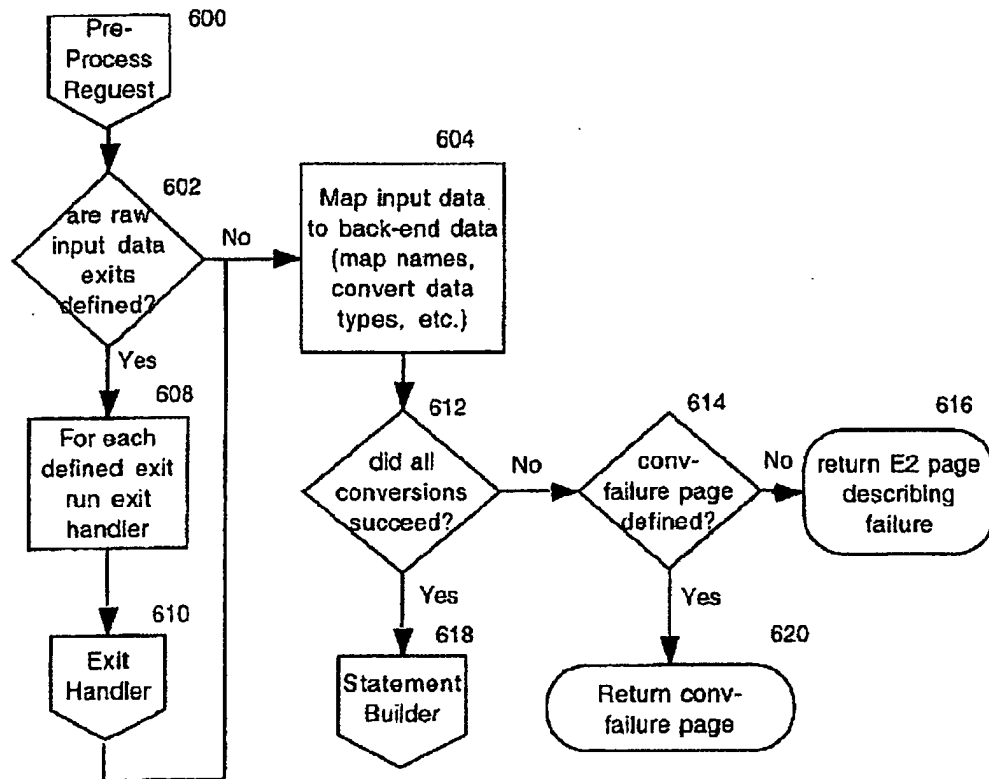 600
Pre-
Process
Reguest
602
are raw
input data
exits
defined?
No
Yes
604
Map input data
to back-end data
(map names,
convert data
types, etc.)
608
For each
defined exit
run exit
handler
610
Exit
Handler
612
did all
conversions
succeed?
No
Yes
614
conv-
failure page
defined?
No
Yes
616
return E2 page
describing
failure
618
Statement
Builder
620
Return conv-
failure page